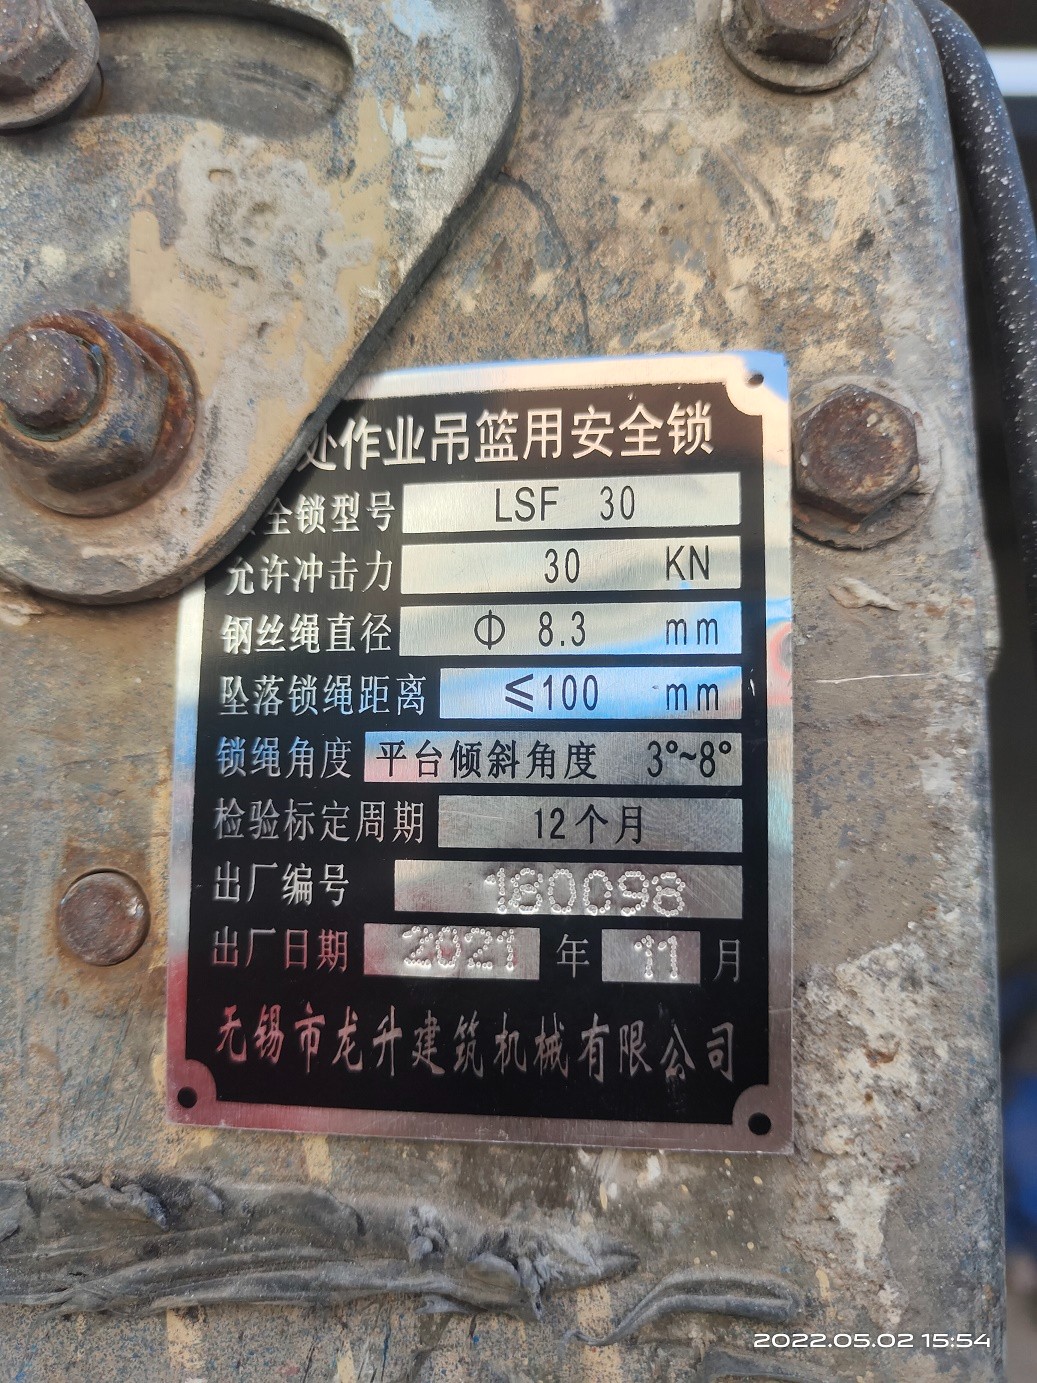 处作业吊篮用安全锁
全锁型号 LSF 30
允许冲击力 30 KN
钢丝绳直径 Φ 8.3 mm
坠落锁绳距离 ≤100 mm
锁绳角度 平台倾斜角度 3°~8°
检验标定周期 12个月
出厂编号 180098
出厂日期 2021 年 11 月
无锡市龙升建筑机械有限公司
2022.05.02 15:54